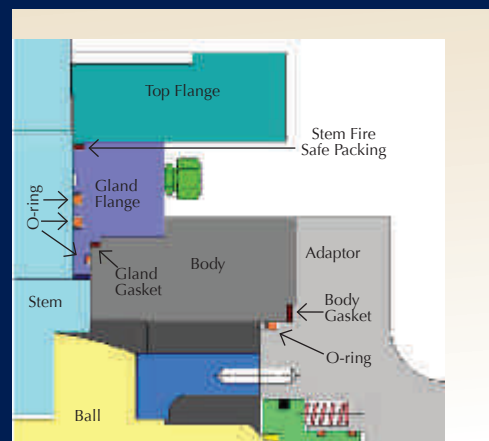 Top Flange
Stem Fire
Safe Packing
O-ring
Gland
Flange
Gland
Gasket
Body
Adaptor
Body
Gasket
O-ring
Stem
Ball